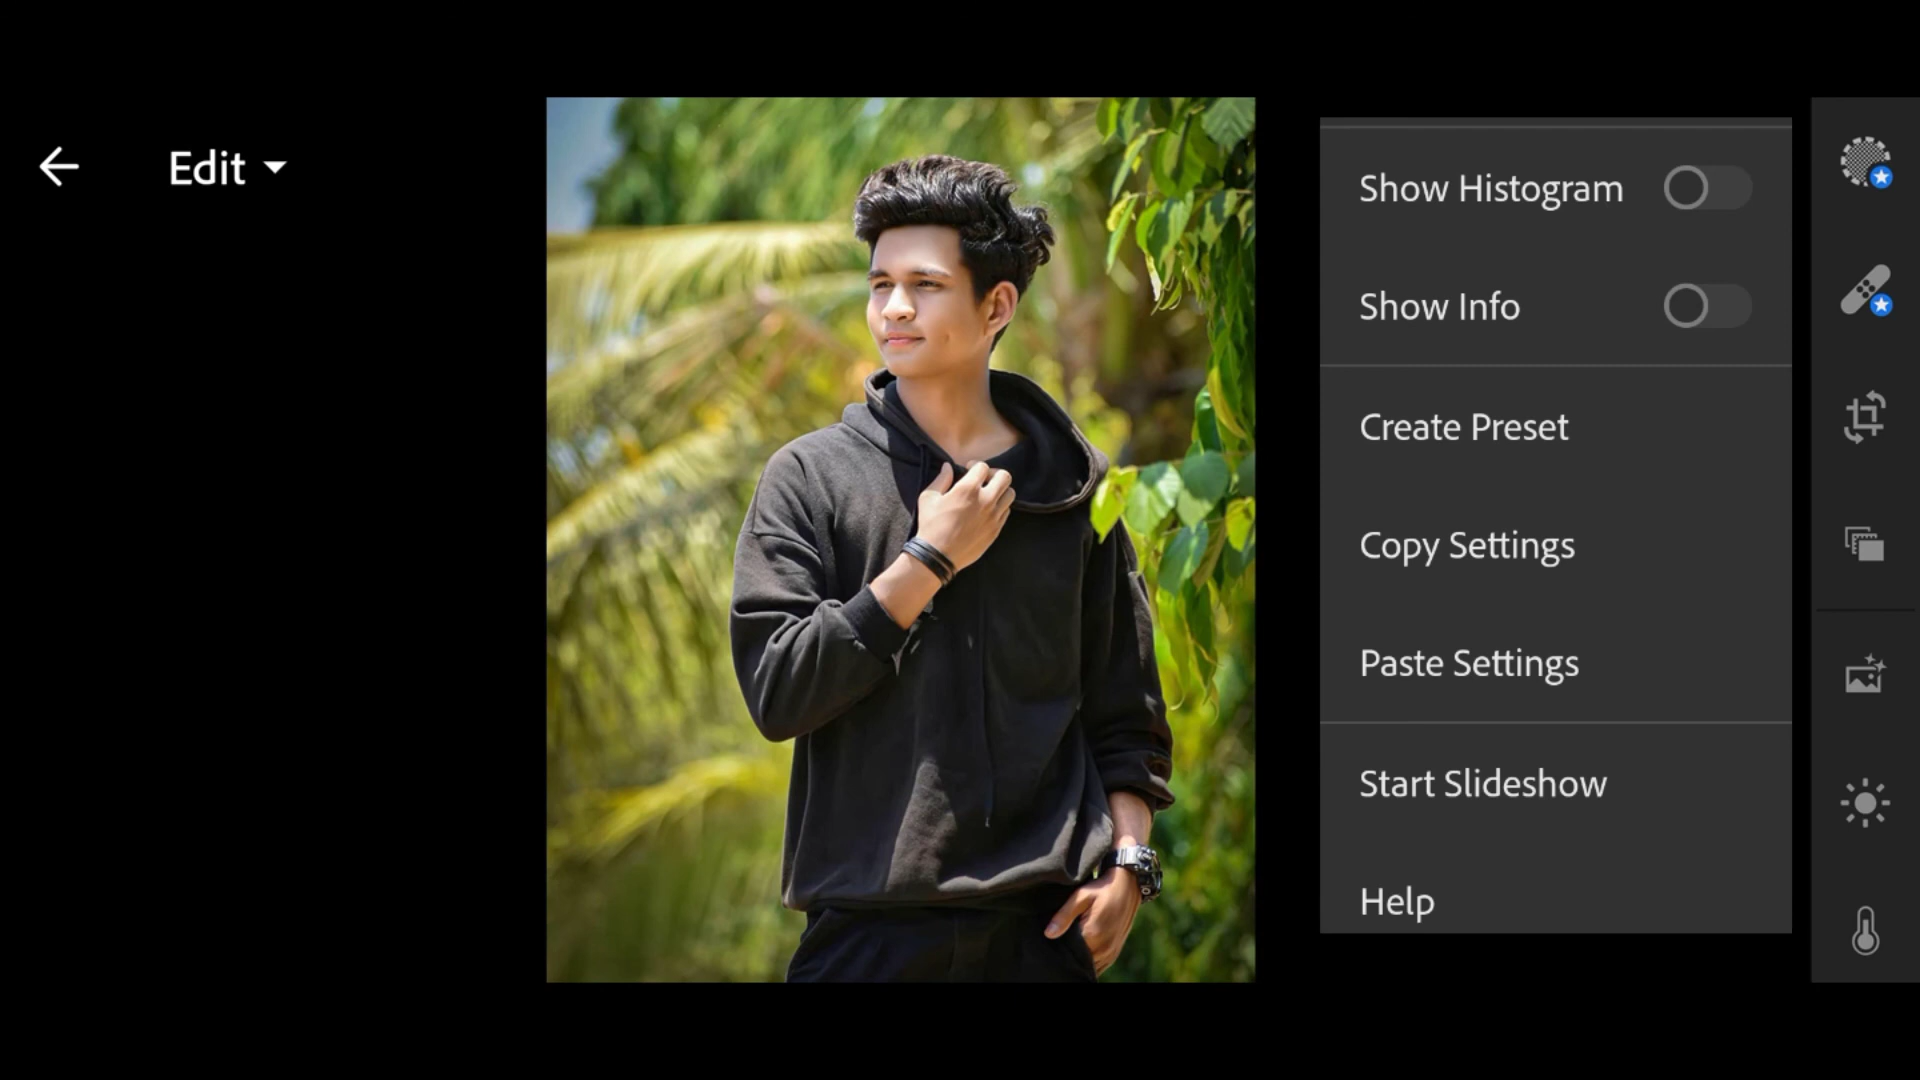 Edit
Show Histogram
Show Info
Create Preset
Copy Settings
Paste Settings
Start Slideshow
Help